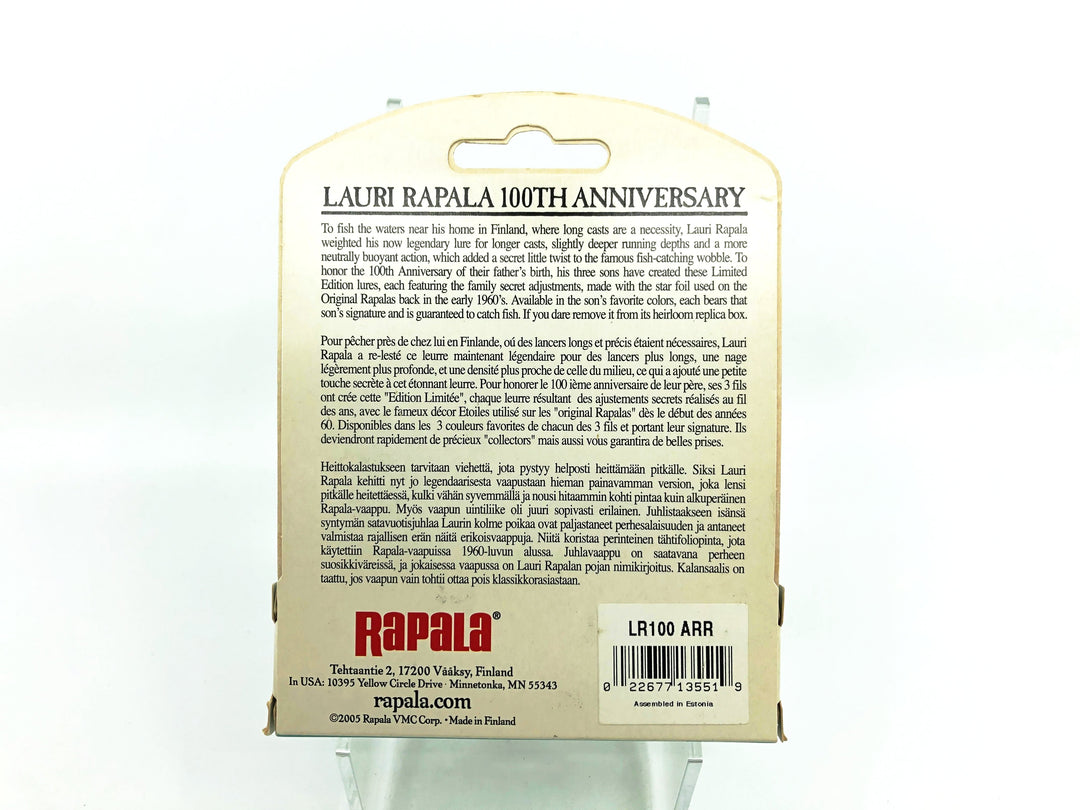 LAURI RAPALA 100TH ANNIVERSARY
To fish the waters near his home in Finland, where long casts are a necessity, Lauri Rapala
weighted his now legendary lure for longer casts, slightly deeper running depths and a more
neutrally buoyant action, which added a secret little twist to the famous fish-catching wobble. To
honor the 100th Anniversary of their father's birth, his three sons have created these Limited
Edition lures, each featuring the family secret adjustments, made with the star foil used on the
Original Rapalas back in the early 1960's. Available in the son's favorite colors, each bears that
son's signature and is guaranteed to catch fish. If you dare remove it from its heirloom replica box.
Pour pêcher près de chez lui en Finlande, oú des lancers longs et précis étaient nécessaires, Lauri
Rapala a re-lesté ce leurre maintenant légendaire pour des lancers plus longs, une nage
légèrement plus profonde, et une densité plus proche de celle du milieu, ce qui a ajouté une petite
touche secrète à cet étonnant leurre. Pour honorer le 100 ième anniversaire de leur père, ses 3 fils
ont crée cette "Edition Limitée", chaque leurre résultant des ajustements secrets réalisés au fil
des ans, avec le fameux décor Etoiles utilisé sur les "original Rapalas" dès le début des années
60. Disponibles dans les 3 couleurs favorites de chacun des 3 fils et portant leur signature. Ils
deviendront rapidement de précieux "collectors" mais aussi vous garantira de belles prises.
Heittokalastukseen tarvitaan viehettä, jota pystyy helposti heittämään pitkälle. Siksi Lauri
Rapala kehitti nyt jo legendaarisesta vaapustaan hieman painavamman version, joka lensi
pitkälle heitettäessä, kulki vähän syvemmällä ja nousi hitaammin kohti pintaa kuin alkuperäinen
Rapala-vaappu. Myös vaapun uintiliike oli juuri sopivasti erilainen. Juhlistaakseen isänsä
syntymän satavuotisjuhlaa Laurin kolme poikaa ovat paljastaneet perhesalaisuuden ja antaneet
valmistaa rajallisen erän näitä erikoisvaappuja. Niitä koristaa perinteinen tähtifoliopinta, jota
käytettiin Rapala-vaapuissa 1960-luvun alussa. Juhlavaappu on saatavana perheen
suosikkiväreissä, ja jokaisessa vaapussa on Lauri Rapalan pojan nimikirjoitus. Kalansaalis on
taattu, jos vaapun vain tohtii ottaa pois klassikkorasiastaan.
RAPALA®
Tehtaantie 2, 17200 Vääksy, Finland
In USA: 10395 Yellow Circle Drive · Minnetonka, MN 55343
rapala.com
©2005 Rapala VMC Corp. • Made in Finland
LR100 ARR
0 22677 13551 9
Assembled in Estonia